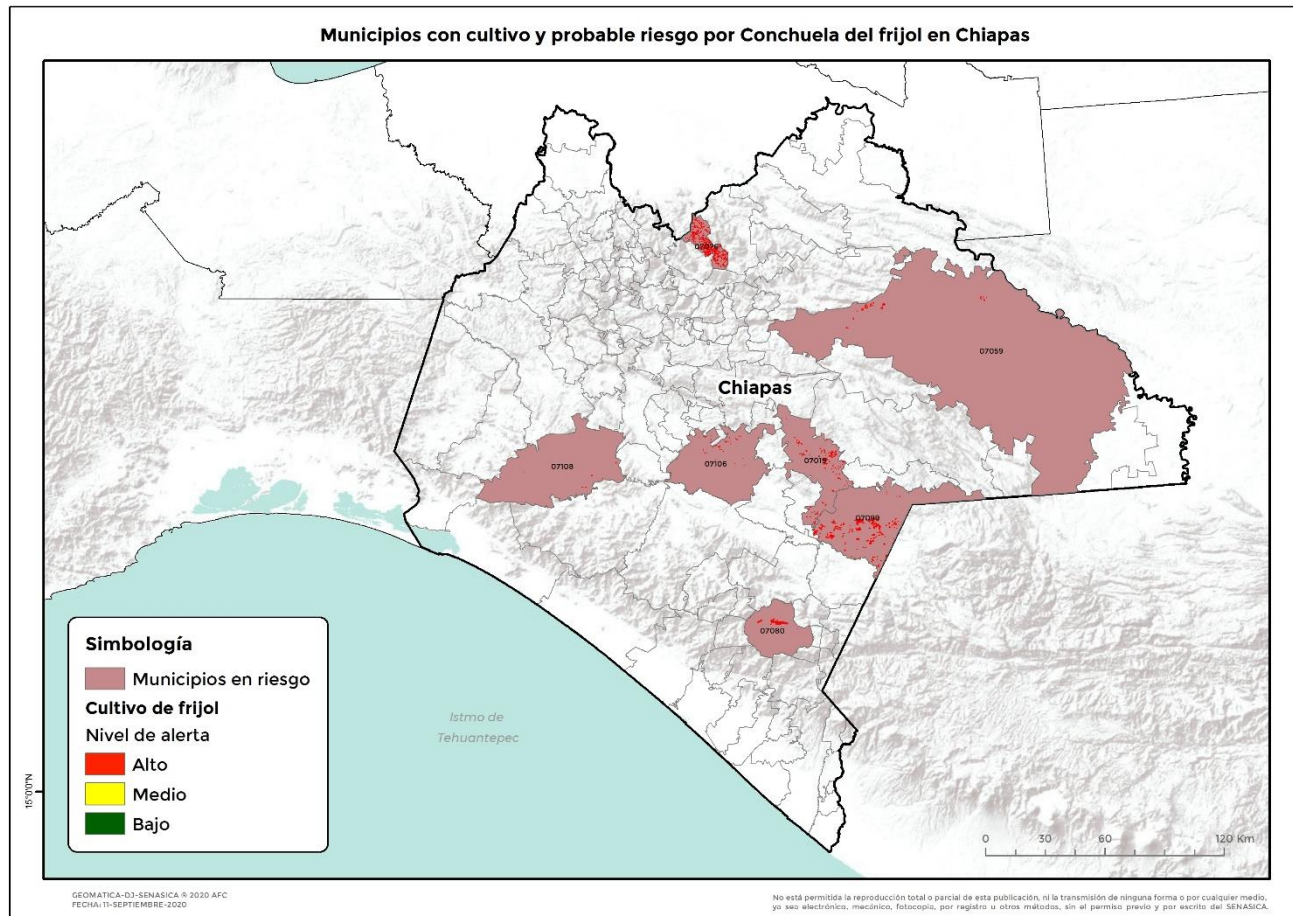 Municipios con cultivo y probable riesgo por Conchuela del frijol en Chiapas
07076
07059
Chiapas
07108
07106
07019
07099
07080
Simbología
Municipios en riesgo
Cultivo de frijol
Nivel de alerta
Alto
Medio
Bajo
Istmo de
Tehuantepec
15°0'0"N
0 30 60 120 Km
GEOMATICA-DJ-SENASICA ® 2020 AFC
FECHA: 11-SEPTIEMBRE-2020
No está permitida la reproducción total o parcial de esta publicación, ni la transmisión de ninguna forma o por cualquier medio,
ya sea electrónico, mecánico, fotocopia, por registro u otros métodos, sin el permiso previo y por escrito del SENASICA.